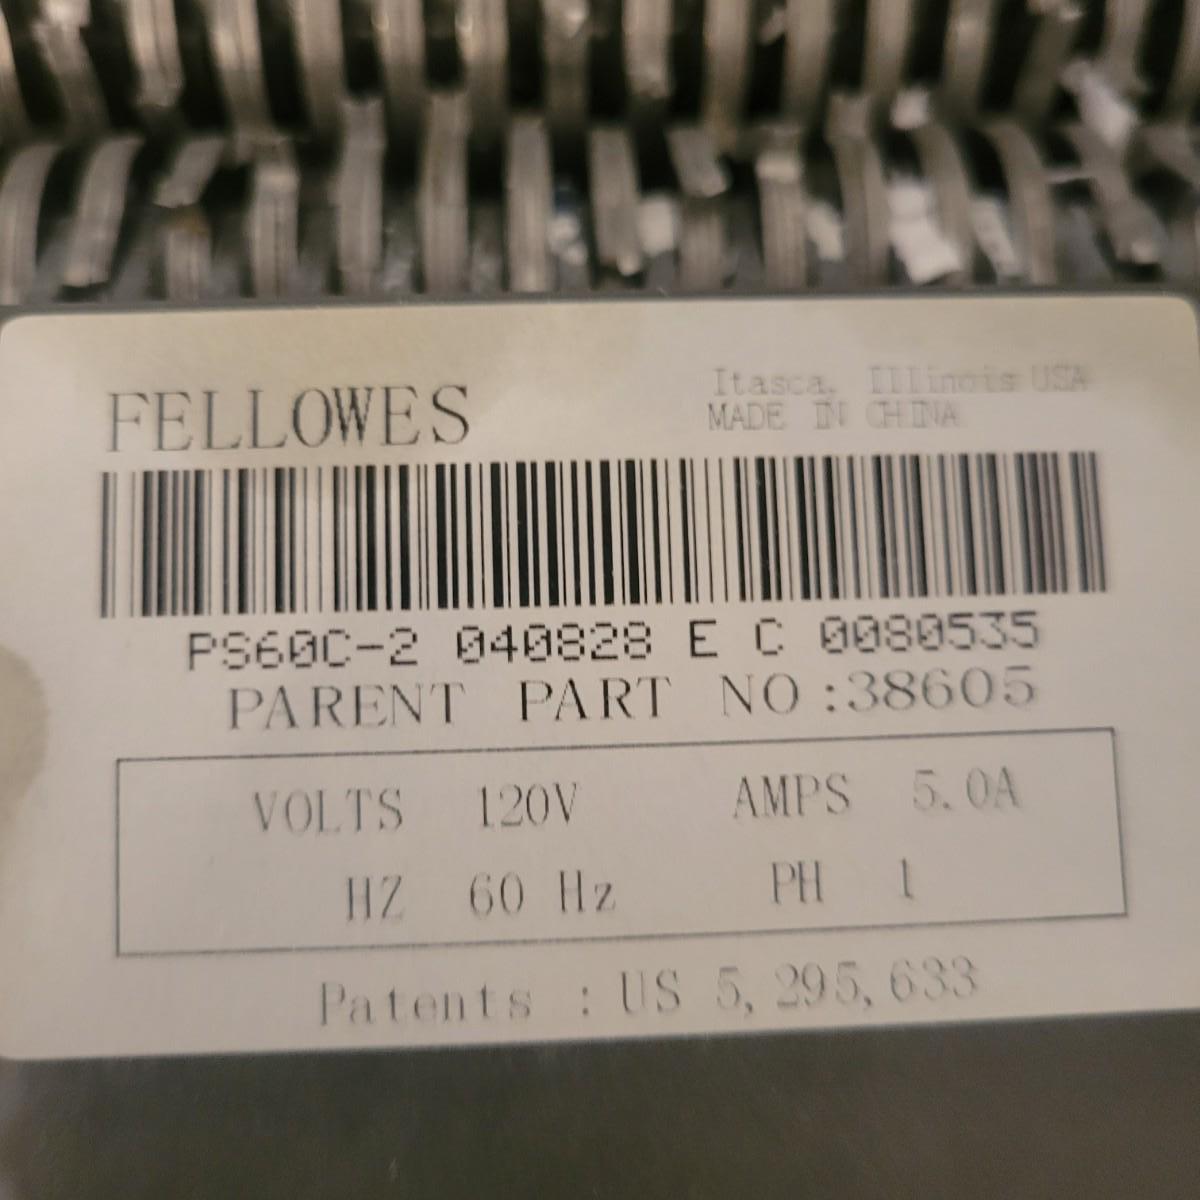 FELLOWES
Itasca, Illinois USA
MADE IN CHINA
PS60C-2 040828 E C 0080535
PARENT PART NO:38605
VOLTS 120V AMPS 5.0A
HZ 60 Hz PH 1
Patents : US 5,295,633